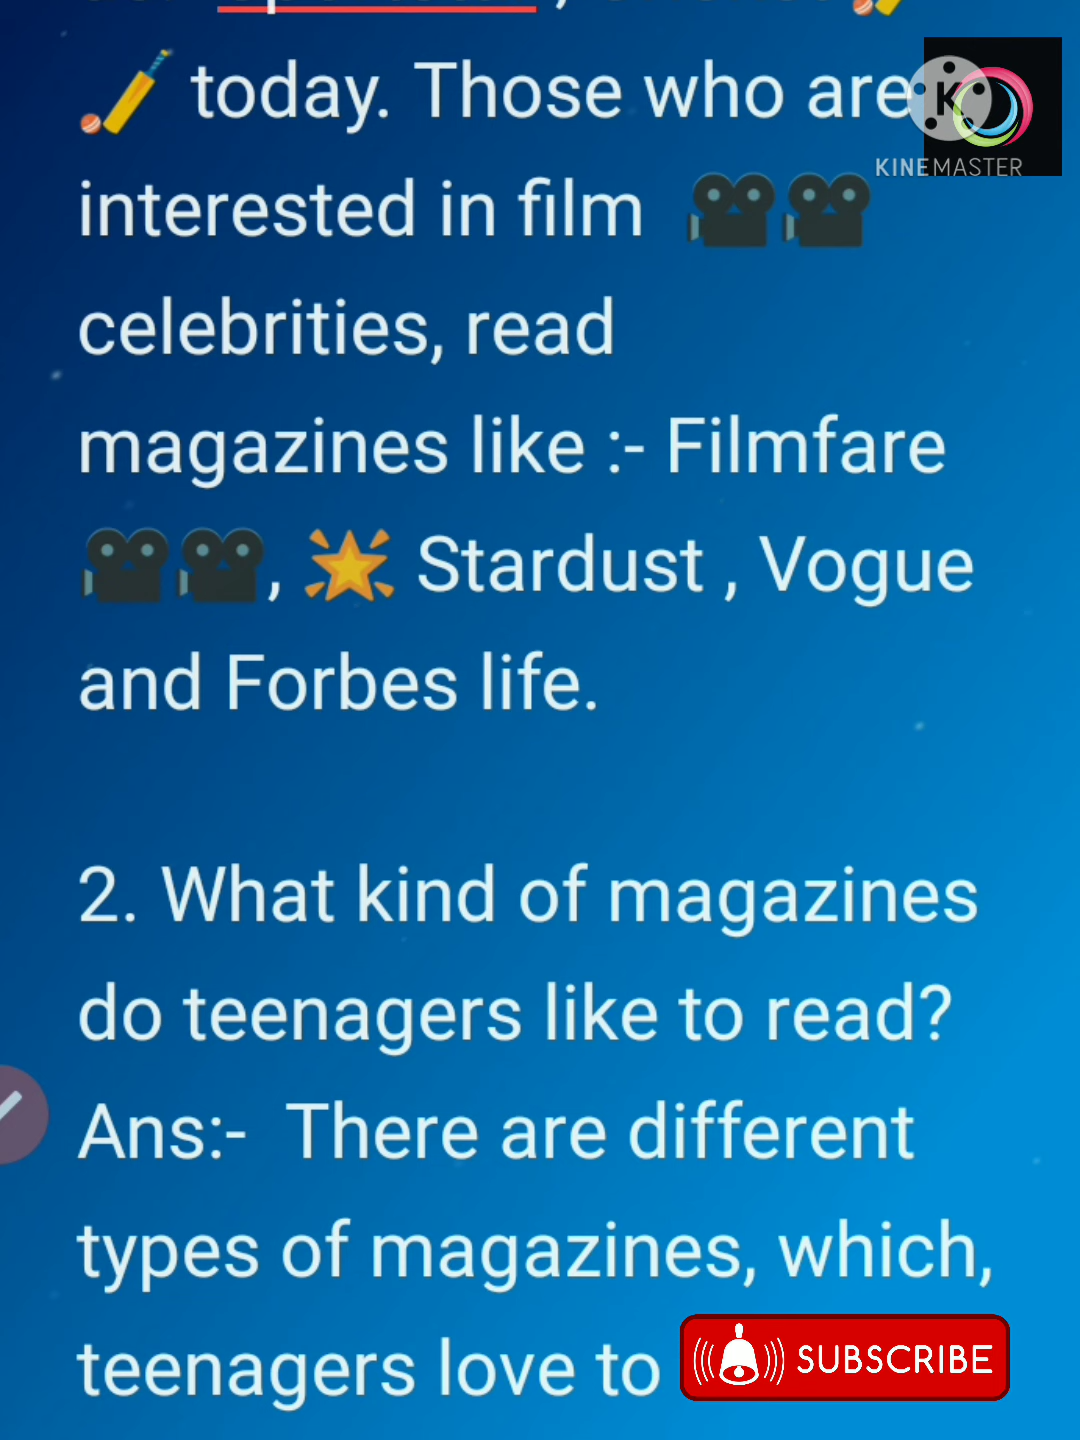 🏏 today. Those who are
KINEMASTER
interested in film 🎥🎥
celebrities, read
magazines like :- Filmfare
🎥🎥, 🌟 Stardust , Vogue
and Forbes life.
2. What kind of magazines
do teenagers like to read?
Ans:- There are different
types of magazines, which,
teenagers love to
SUBSCRIBE